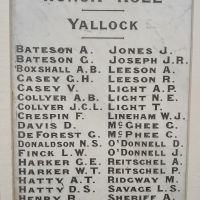 HONOR ROLL
YALLOCK
BATESON A. JONES J.
BATESON G. JOSEPH J.R.
BOXSHALL A.B. LEESON A.
CASEY G.H. LEESON R.
CASEY V. LIGHT A.P.
COLLYER A.B. LIGHT N.E.
COLLYER J.C.L. LIGHT T.
CRESPIN F. LINEHAM W.J.
DAVIS D. McGHEE G.
DEFOREST G. McPHEE R.
DONALDSON N.S. O'DONNELL D.
FINCK L.W. O'DONNELL J.
HARKER G.E. REITSCHEL A.
HARKER W.T. REITSCHEL P.
HATTY A.T. RIDGWAY M.
HATTY D.S. SAVAGE L.S.
HENRY R. SHERIFF A.